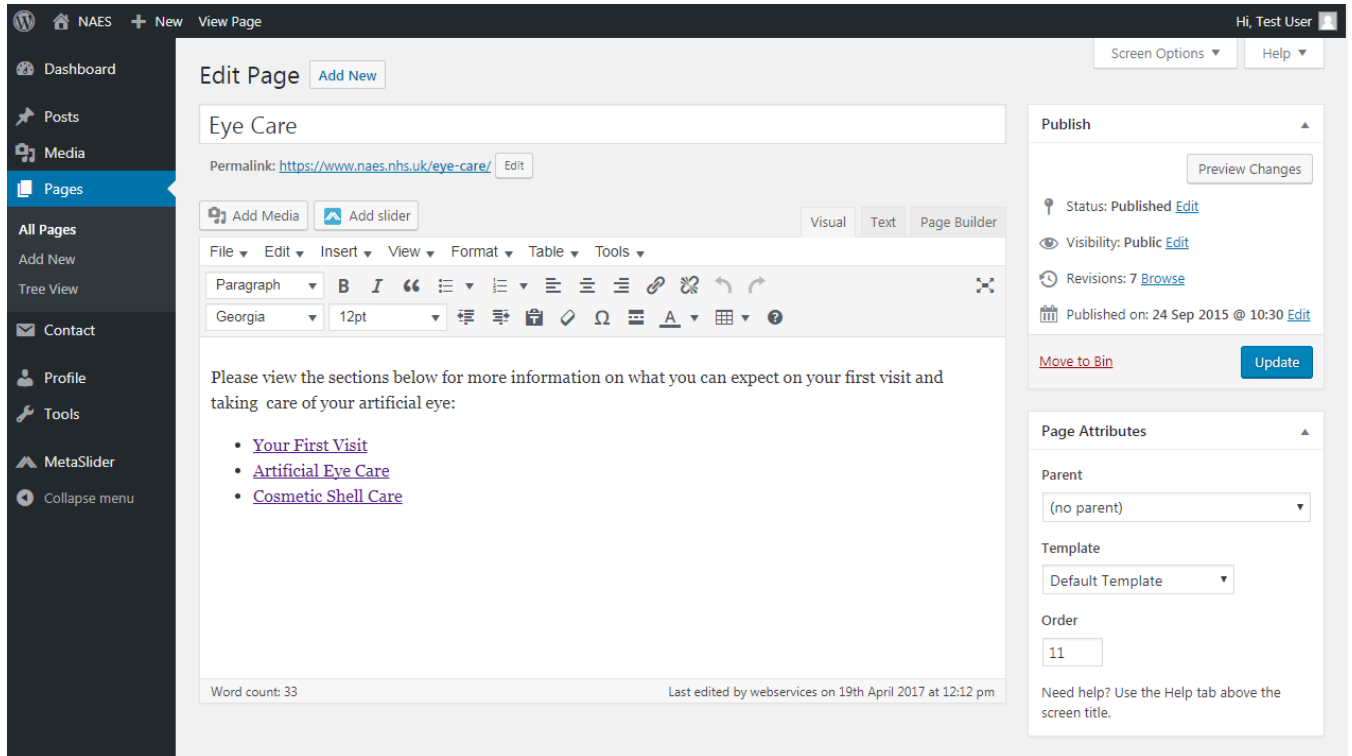 NAES New View Page Hi, Test User
Screen Options Help
Dashboard
Posts
Media
Pages
All Pages
Add New
Tree View
Contact
Profile
Tools
MetaSlider
Collapse menu
Edit Page Add New
Eye Care
Permalink: https://www.naes.nhs.uk/eye-care/ Edit
Add Media Add slider
Visual Text Page Builder
File Edit Insert View Format Table Tools
Paragraph B I
Georgia 12pt Ω A
Please view the sections below for more information on what you can expect on your first visit and
taking  care of your artificial eye:
• Your First Visit
• Artificial Eye Care
• Cosmetic Shell Care
Word count: 33 Last edited by webservices on 19th April 2017 at 12:12 pm
Publish
Preview Changes
Status: Published Edit
Visibility: Public Edit
Revisions: 7 Browse
Published on: 24 Sep 2015 @ 10:30 Edit
Move to Bin Update
Page Attributes
Parent
(no parent)
Template
Default Template
Order
11
Need help? Use the Help tab above the
screen title.